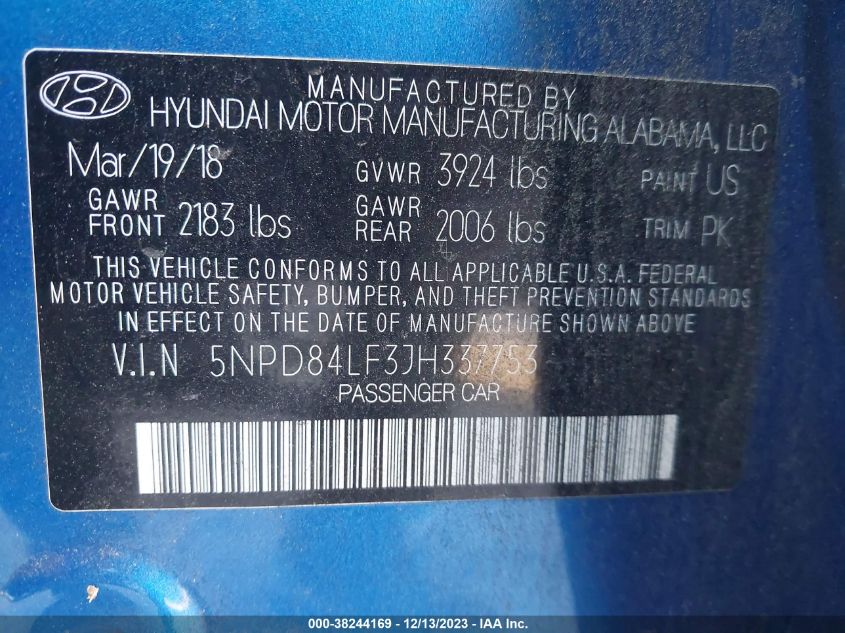 MANUFACTURED BY
HYUNDAI MOTOR MANUFACTURING ALABAMA, LLC
Mar/19/18 GVWR 3924 lbs PAINT US
GAWR FRONT 2183 lbs GAWR REAR 2006 lbs TRIM PK
THIS VEHICLE CONFORMS TO ALL APPLICABLE U.S.A. FEDERAL
MOTOR VEHICLE SAFETY, BUMPER, AND THEFT PREVENTION STANDARDS
IN EFFECT ON THE DATE OF MANUFACTURE SHOWN ABOVE
V.I.N 5NPD84LF3JH337753
PASSENGER CAR
000-38244169 - 12/13/2023 - IAA Inc.